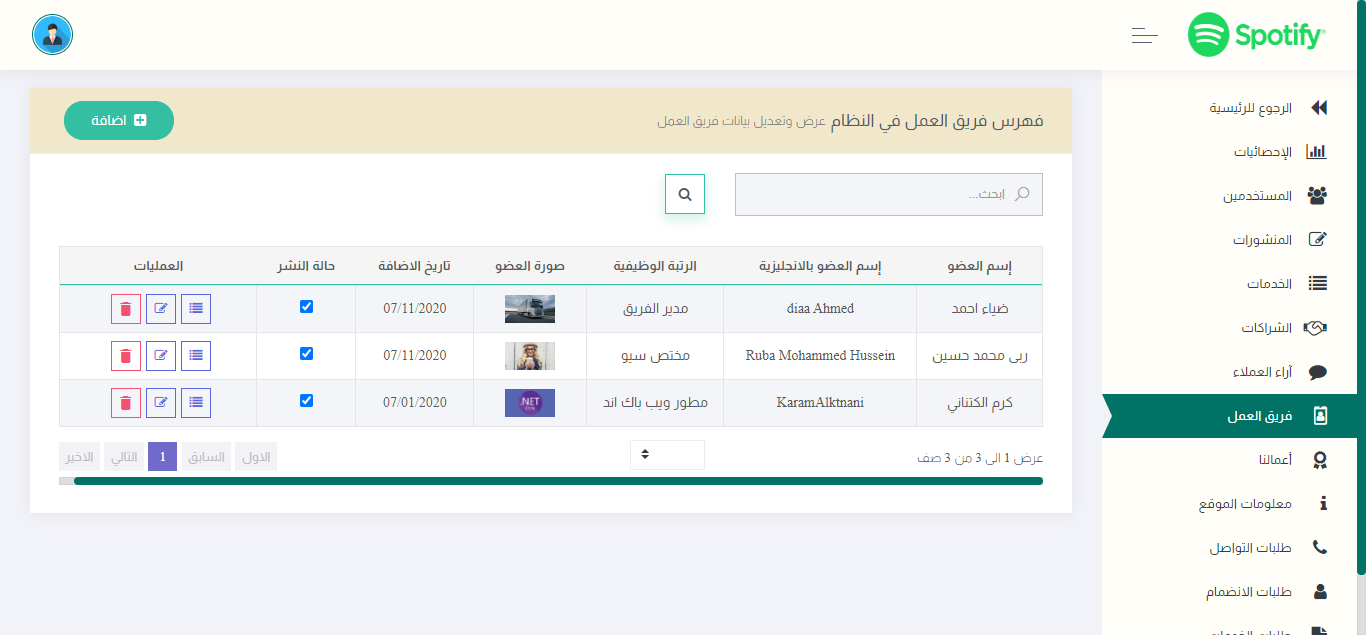 Spotify
الرجوع للرئيسية
الإحصائيات
المستخدمين
المنشورات
الخدمات
الشراكات
آراء العملاء
فريق العمل
أعمالنا
معلومات الموقع
طلبات التواصل
طلبات الانضمام
فهرس فريق العمل في النظام عرض وتعديل بيانات فريق العمل
اضافة
ابحث...
إسم العضو إسم العضو بالانجليزية الرتبة الوظيفية صورة العضو تاريخ الاضافة حالة النشر العمليات
ضياء احمد diaa Ahmed مدير الفريق 07/11/2020
ربى محمد حسين Ruba Mohammed Hussein مختص سيو 07/11/2020
كرم الكتناني KaramAlktnani مطور ويب باك اند .NET 07/01/2020
عرض 1 الى 3 من 3 صف
الاول السابق 1 التالي الاخير